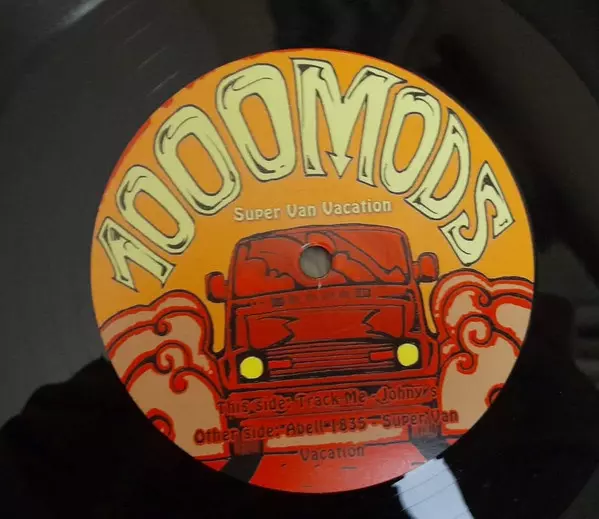 1000MODS
Super Van Vacation
This side: Track Me - Johny's
Other side: Abell 1835 - Super Van
Vacation